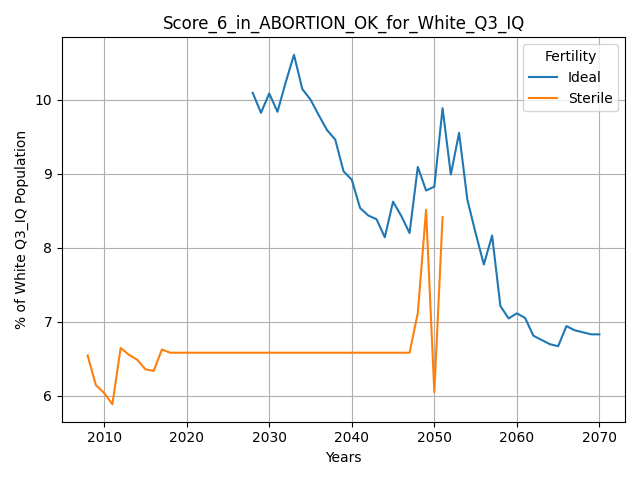 Score_6_in_ABORTION_OK_for_White_Q3_IQ
Fertility
Ideal
Sterile
% of White Q3_IQ Population
10
9
8
7
6
2010 2020 2030 2040 2050 2060 2070
Years